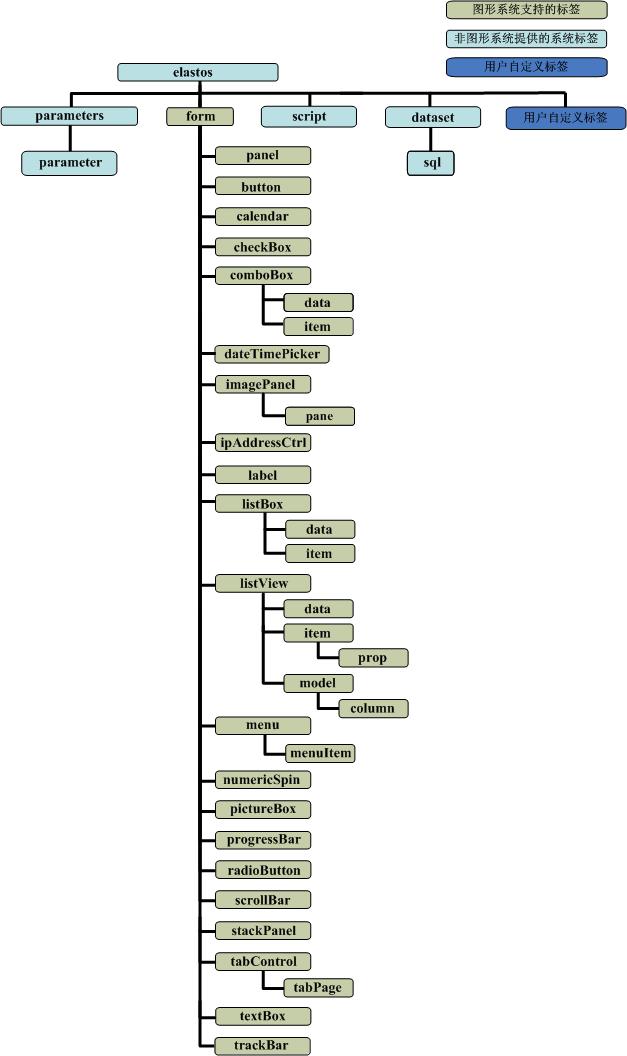 图形系统支持的标签
非图形系统提供的系统标签
用户自定义标签
elastos
parameters
form
script
dataset
用户自定义标签
parameter
sql
panel
button
calendar
checkBox
comboBox
data
item
dateTimePicker
imagePanel
pane
ipAddressCtrl
label
listBox
data
item
listView
data
item
prop
model
column
menu
menuItem
numericSpin
pictureBox
progressBar
radioButton
scrollBar
stackPanel
tabControl
tabPage
textBox
trackBar